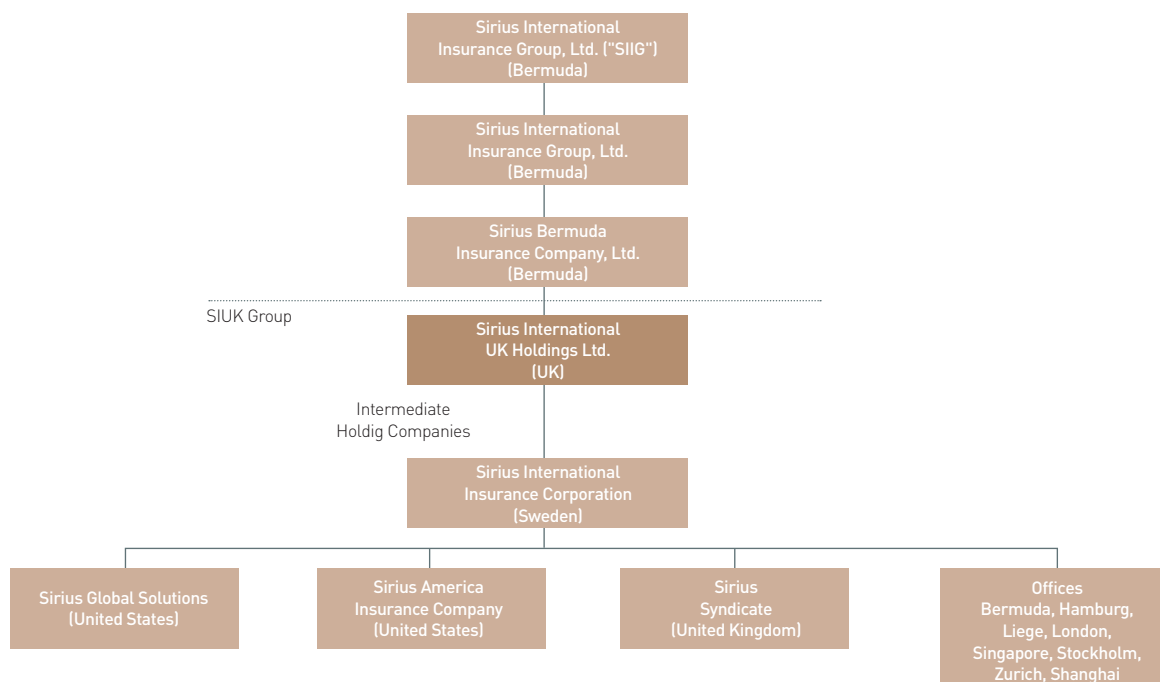 Sirius International
Insurance Group, Ltd. ("SIIG")
(Bermuda)
Sirius International
Insurance Group, Ltd.
(Bermuda)
Sirius Bermuda
Insurance Company, Ltd.
(Bermuda)
SIUK Group
Sirius International
UK Holdings Ltd.
(UK)
Intermediate
Holdig Companies
Sirius International
Insurance Corporation
(Sweden)
Sirius Global Solutions
(United States)
Sirius America
Insurance Company
(United States)
Sirius
Syndicate
(United Kingdom)
Offices
Bermuda, Hamburg,
Liege, London,
Singapore, Stockholm,
Zurich, Shanghai